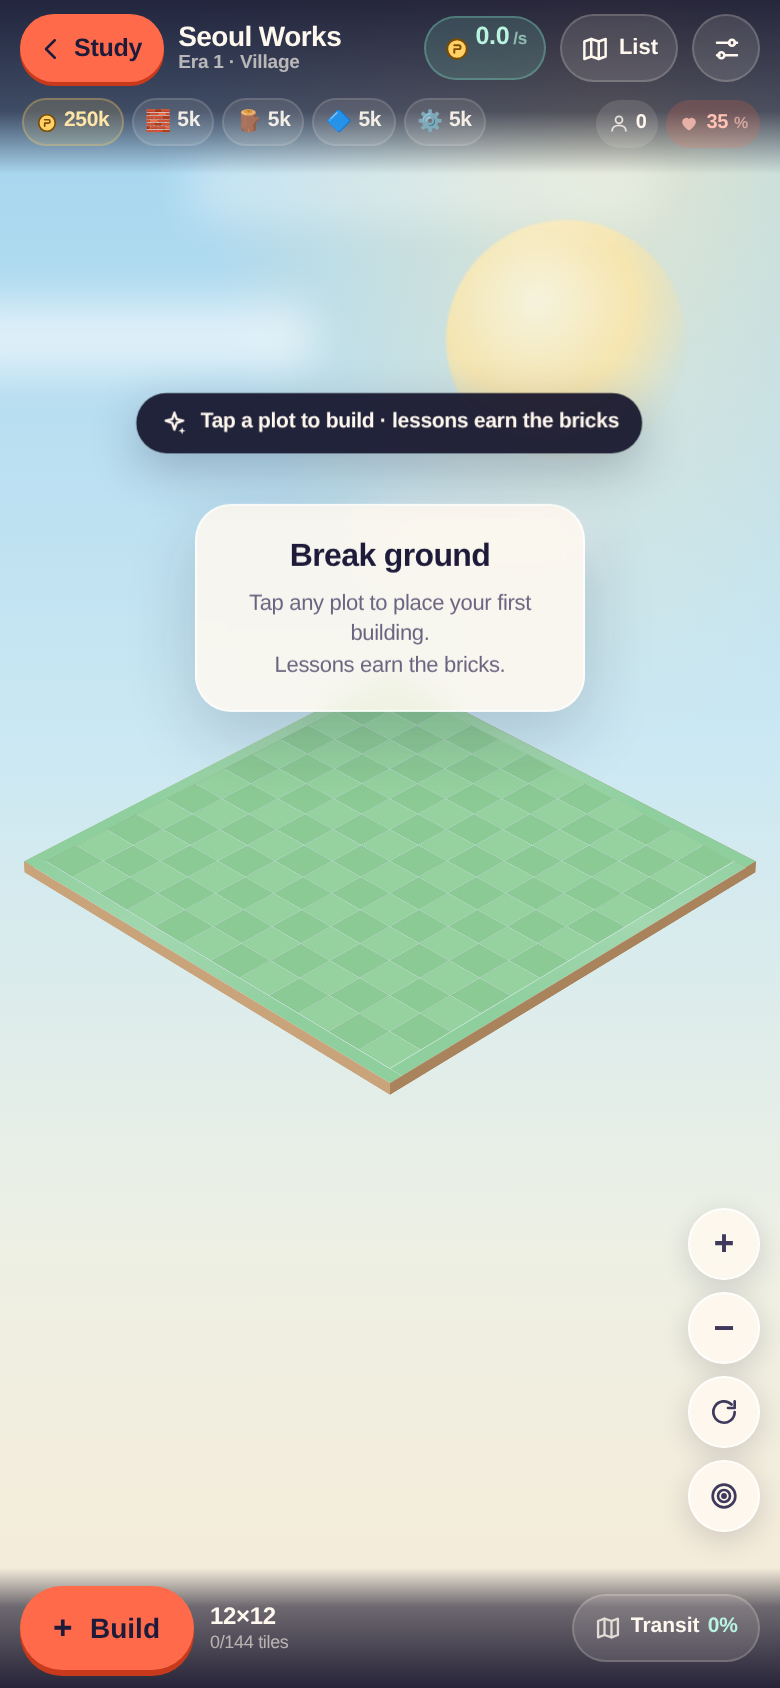 Study
Seoul Works
Era 1 · Village
0.0 /s
List
250k
5k
5k
5k
5k
0
35 %
Tap a plot to build · lessons earn the bricks
Break ground
Tap any plot to place your first
building.
Lessons earn the bricks.
+
−
+ Build
12×12
0/144 tiles
Transit 0%